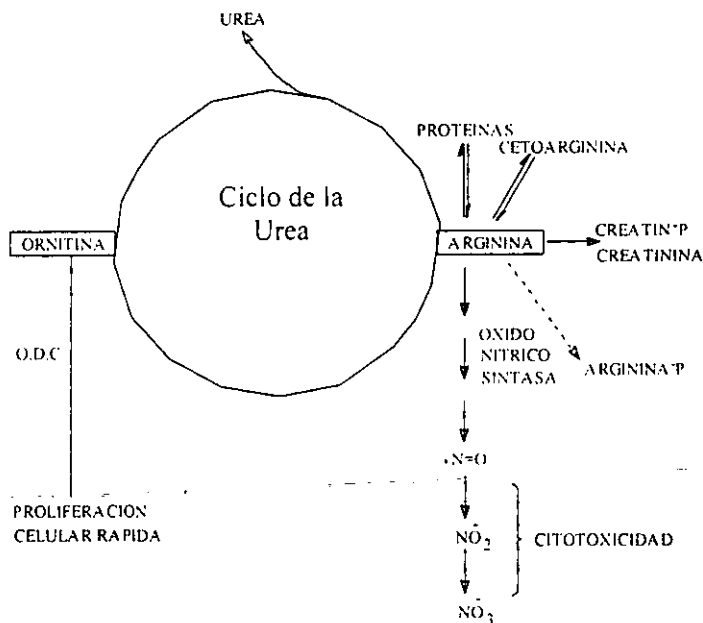 UREA
PROTEINAS
CETOARGININA
Ciclo de la
Urea
ORNITINA
ARGININA
CREATIN~P
CREATININA
O.D.C
OXIDO
NITRICO
SINTASA
ARGININA~P
•N=O
PROLIFERACION
CELULAR RAPIDA
NO₂⁻
CITOTOXICIDAD
NO₃⁻